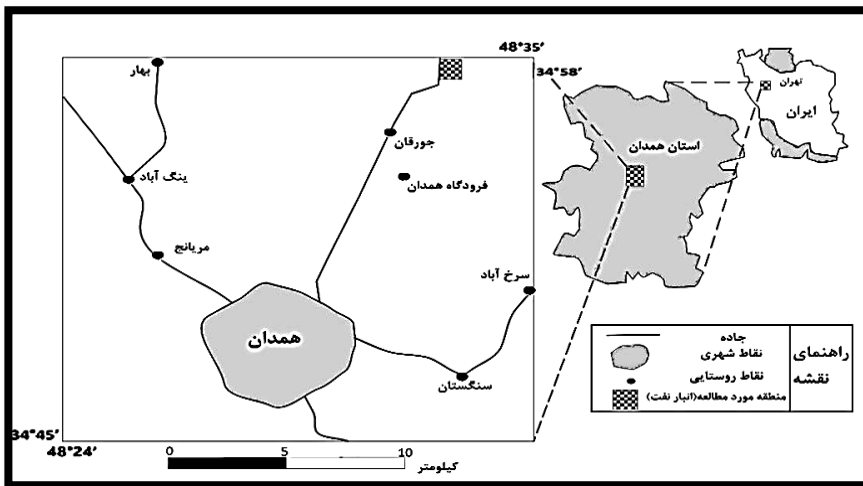 48°35′
34°58′
بهار
جورقان
ینگ آباد
فرودگاه همدان
مریانج
سرخ آباد
همدان
سنگستان
34°45′
48°24′
0 5 10
کیلومتر
تهران
ایران
استان همدان
راهنمای
نقشه
جاده
نقاط شهری
نقاط روستایی
منطقه مورد مطالعه(انبار نفت)